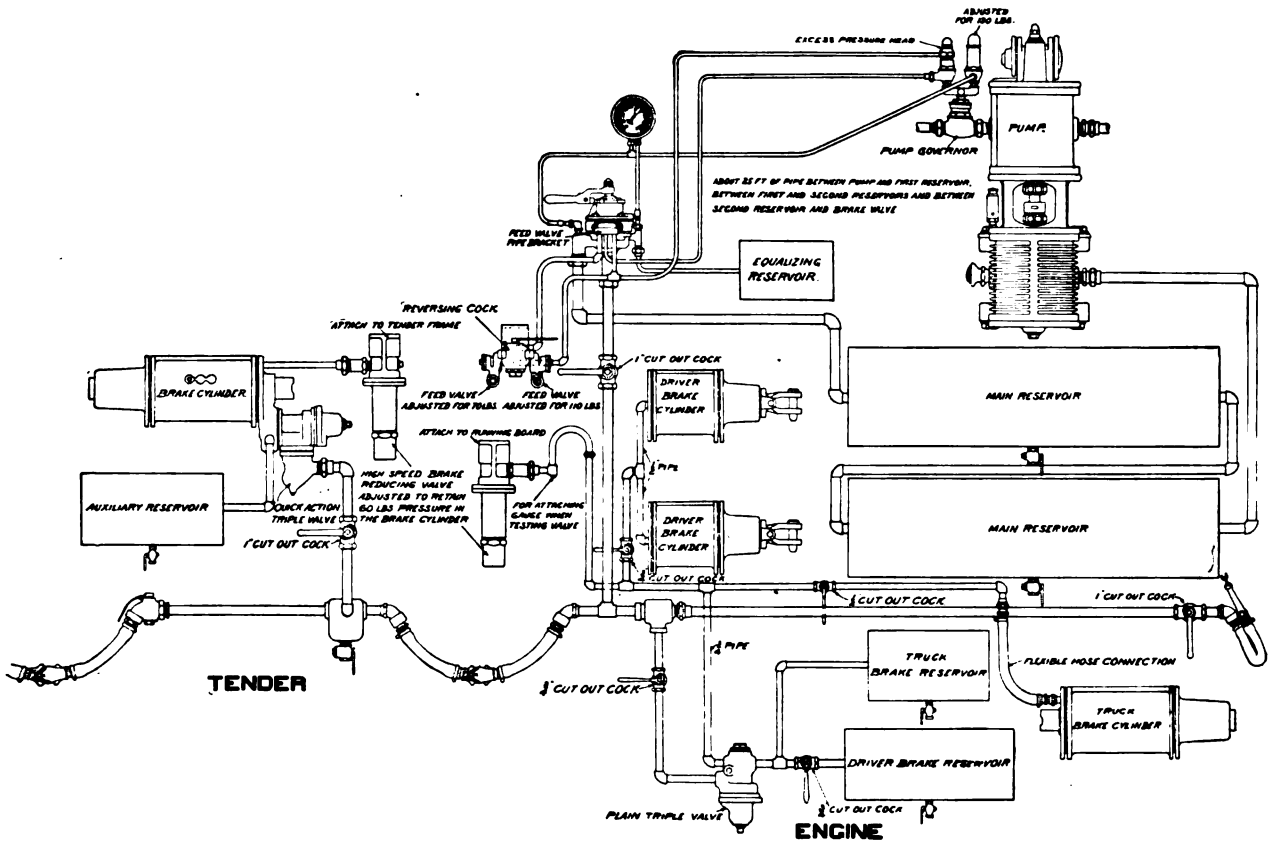 ADJUSTED
FOR 130 LBS.
EXCESS PRESSURE HEAD
PUMP.
PUMP GOVERNOR
ABOUT 25 FT OF PIPE BETWEEN PUMP AND FIRST RESERVOIR,
BETWEEN FIRST AND SECOND RESERVOIRS AND BETWEEN
SECOND RESERVOIR AND BRAKE VALVE
FEED VALVE
PIPE BRACKET
EQUALIZING
RESERVOIR.
REVERSING COCK
ATTACH TO TENDER FRAME
1" CUT OUT COCK
BRAKE CYLINDER
FEED VALVE
ADJUSTED FOR 70 LBS.
FEED VALVE
ADJUSTED FOR 110 LBS
DRIVER
BRAKE
CYLINDER
MAIN RESERVOIR
ATTACH TO RUNNING BOARD
PIPE
HIGH SPEED BRAKE
REDUCING VALVE
ADJUSTED TO RETAIN
60 LBS PRESSURE IN
THE BRAKE CYLINDER
AUXILIARY RESERVOIR
QUICK ACTION
TRIPLE VALVE
FOR ATTACHING
GAUGE WHEN
TESTING VALVE
DRIVER
BRAKE
CYLINDER
MAIN RESERVOIR
1" CUT OUT COCK
CUT OUT COCK
CUT OUT COCK
1" CUT OUT COCK
PIPE
TRUCK
BRAKE RESERVOIR
FLEXIBLE HOSE CONNECTION
TENDER
CUT OUT COCK
TRUCK
BRAKE CYLINDER
DRIVER BRAKE RESERVOIR
PLAIN TRIPLE VALVE
CUT OUT COCK
ENGINE